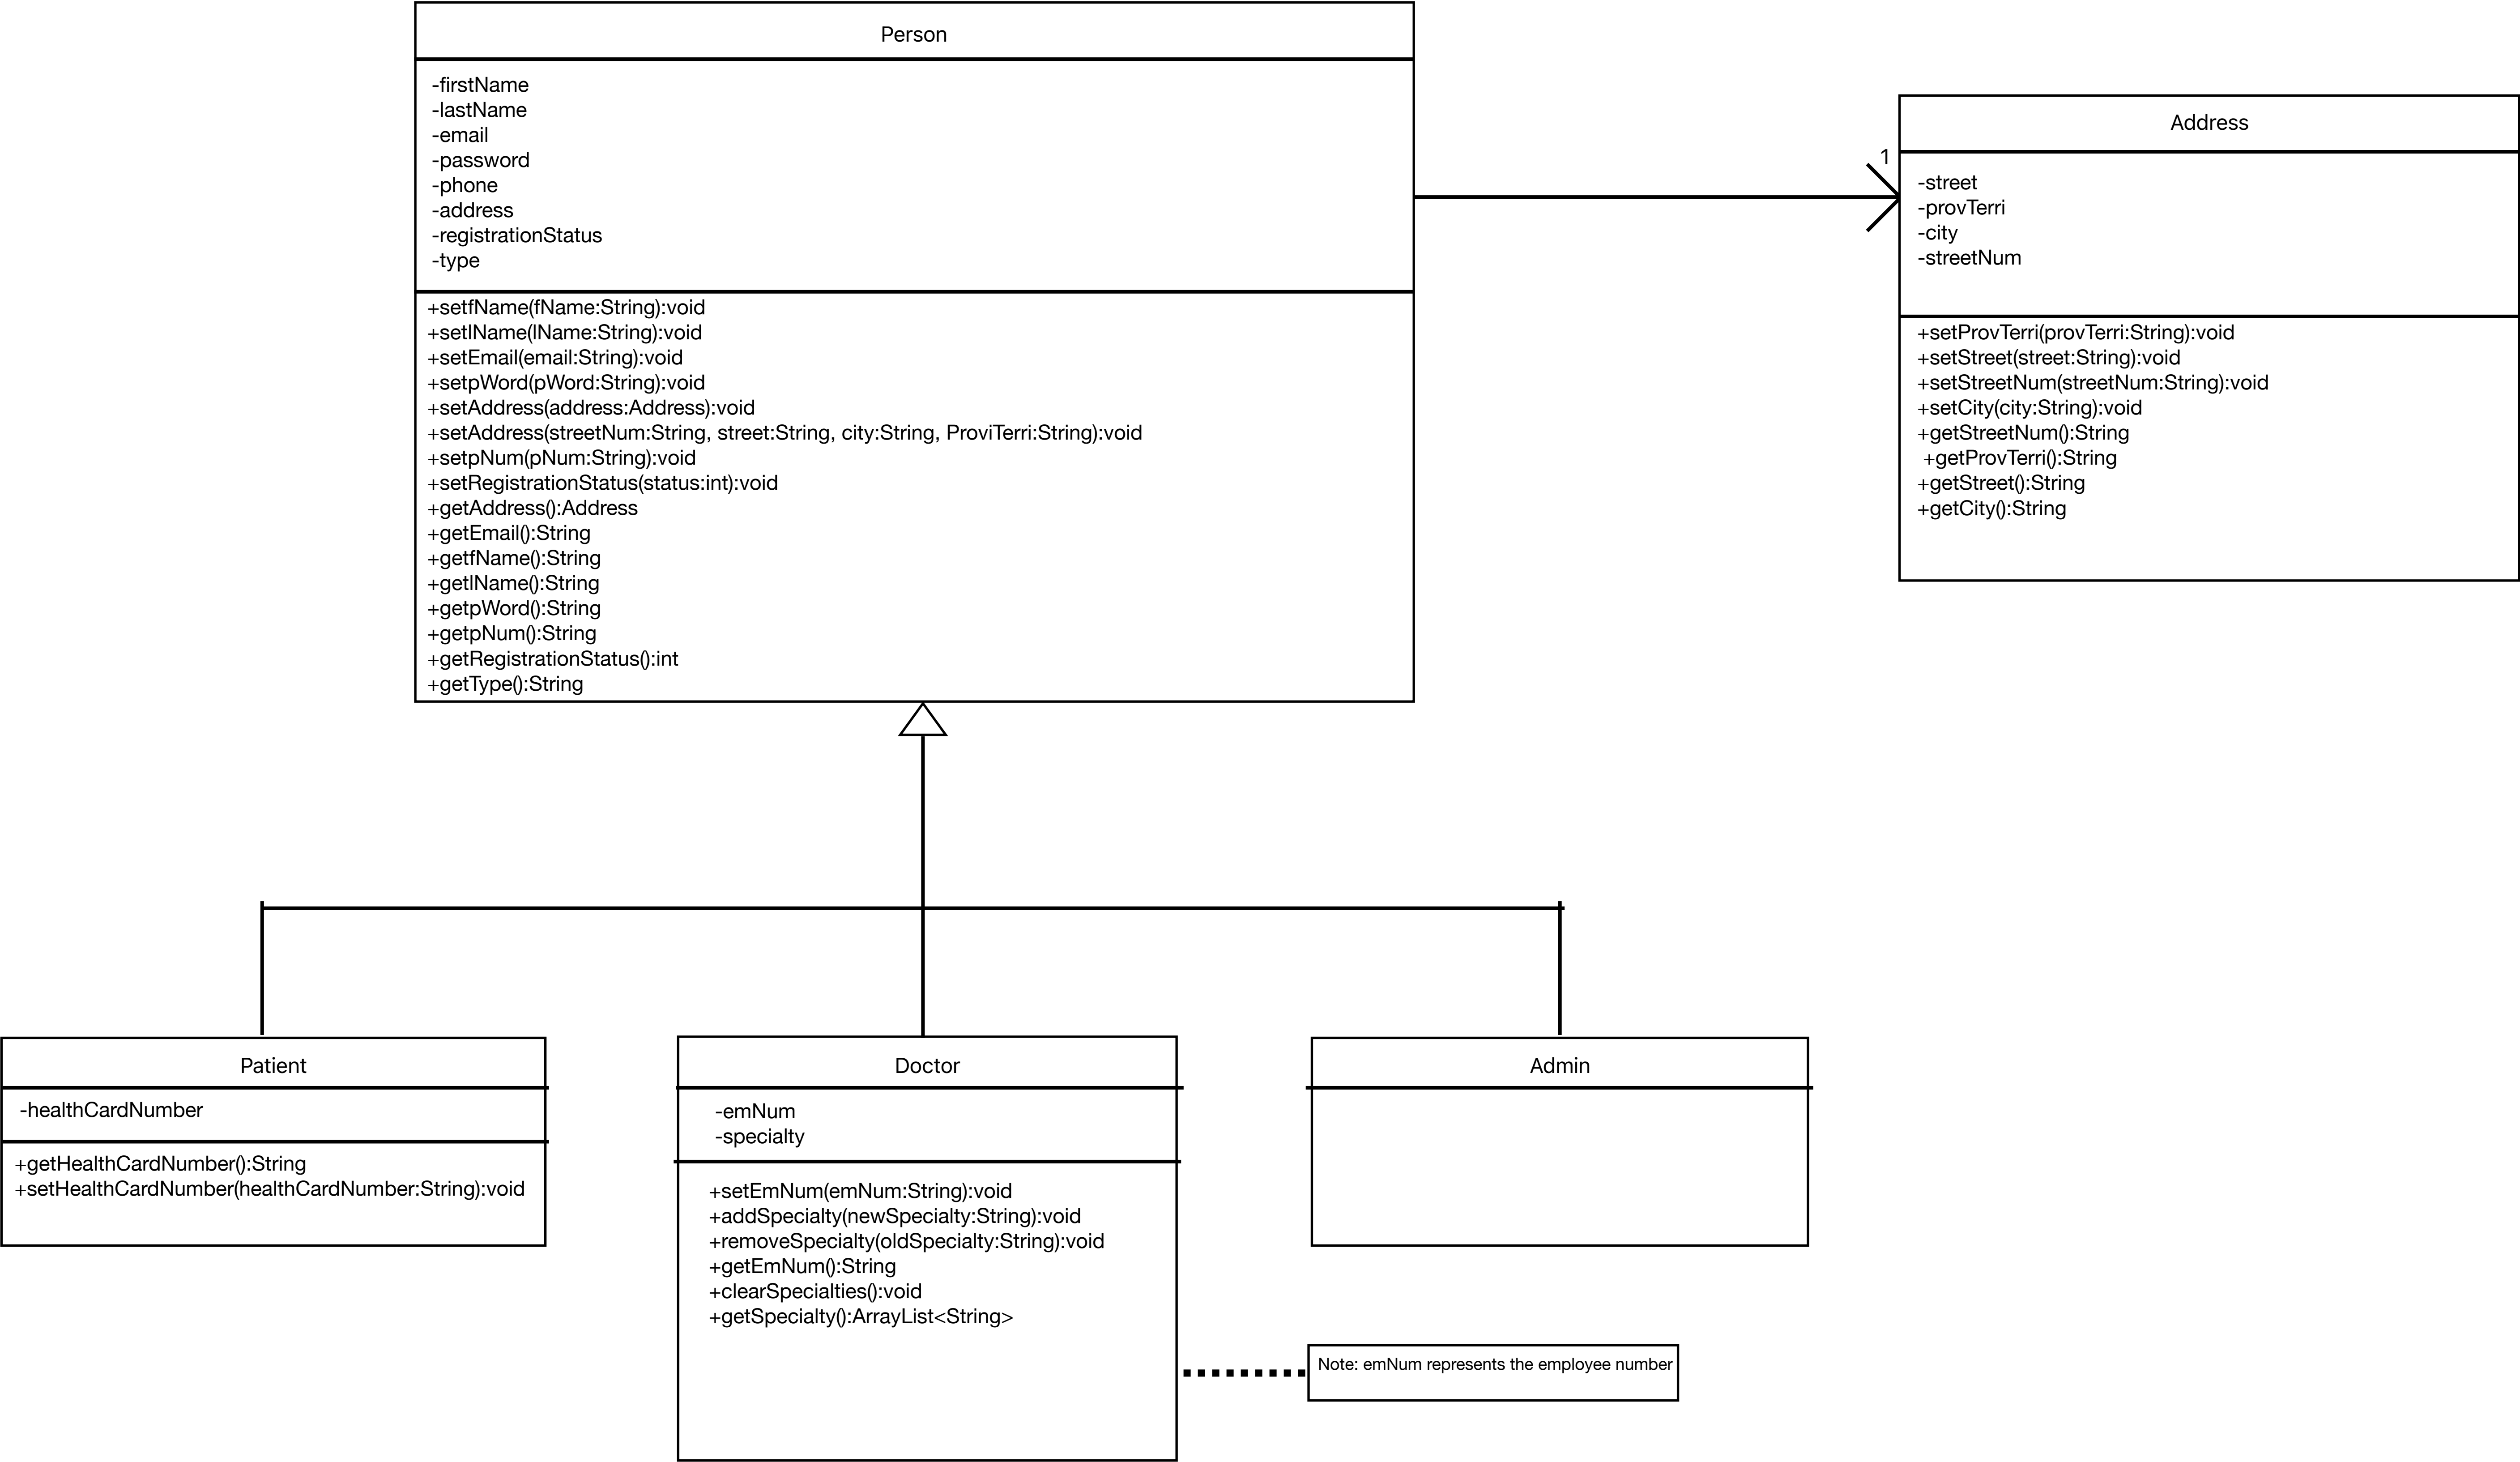 Person
-firstName
-lastName
-email
-password
-phone
-address
-registrationStatus
-type
+setfName(fName:String):void
+setlName(lName:String):void
+setEmail(email:String):void
+setpWord(pWord:String):void
+setAddress(address:Address):void
+setAddress(streetNum:String, street:String, city:String, ProviTerri:String):void
+setpNum(pNum:String):void
+setRegistrationStatus(status:int):void
+getAddress():Address
+getEmail():String
+getfName():String
+getlName():String
+getpWord():String
+getpNum():String
+getRegistrationStatus():int
+getType():String
1
Address
-street
-provTerri
-city
-streetNum
+setProvTerri(provTerri:String):void
+setStreet(street:String):void
+setStreetNum(streetNum:String):void
+setCity(city:String):void
+getStreetNum():String
+getProvTerri():String
+getStreet():String
+getCity():String
Patient
-healthCardNumber
+getHealthCardNumber():String
+setHealthCardNumber(healthCardNumber:String):void
Doctor
-emNum
-specialty
+setEmNum(emNum:String):void
+addSpecialty(newSpecialty:String):void
+removeSpecialty(oldSpecialty:String):void
+getEmNum():String
+clearSpecialties():void
+getSpecialty():ArrayList<String>
Admin
Note: emNum represents the employee number